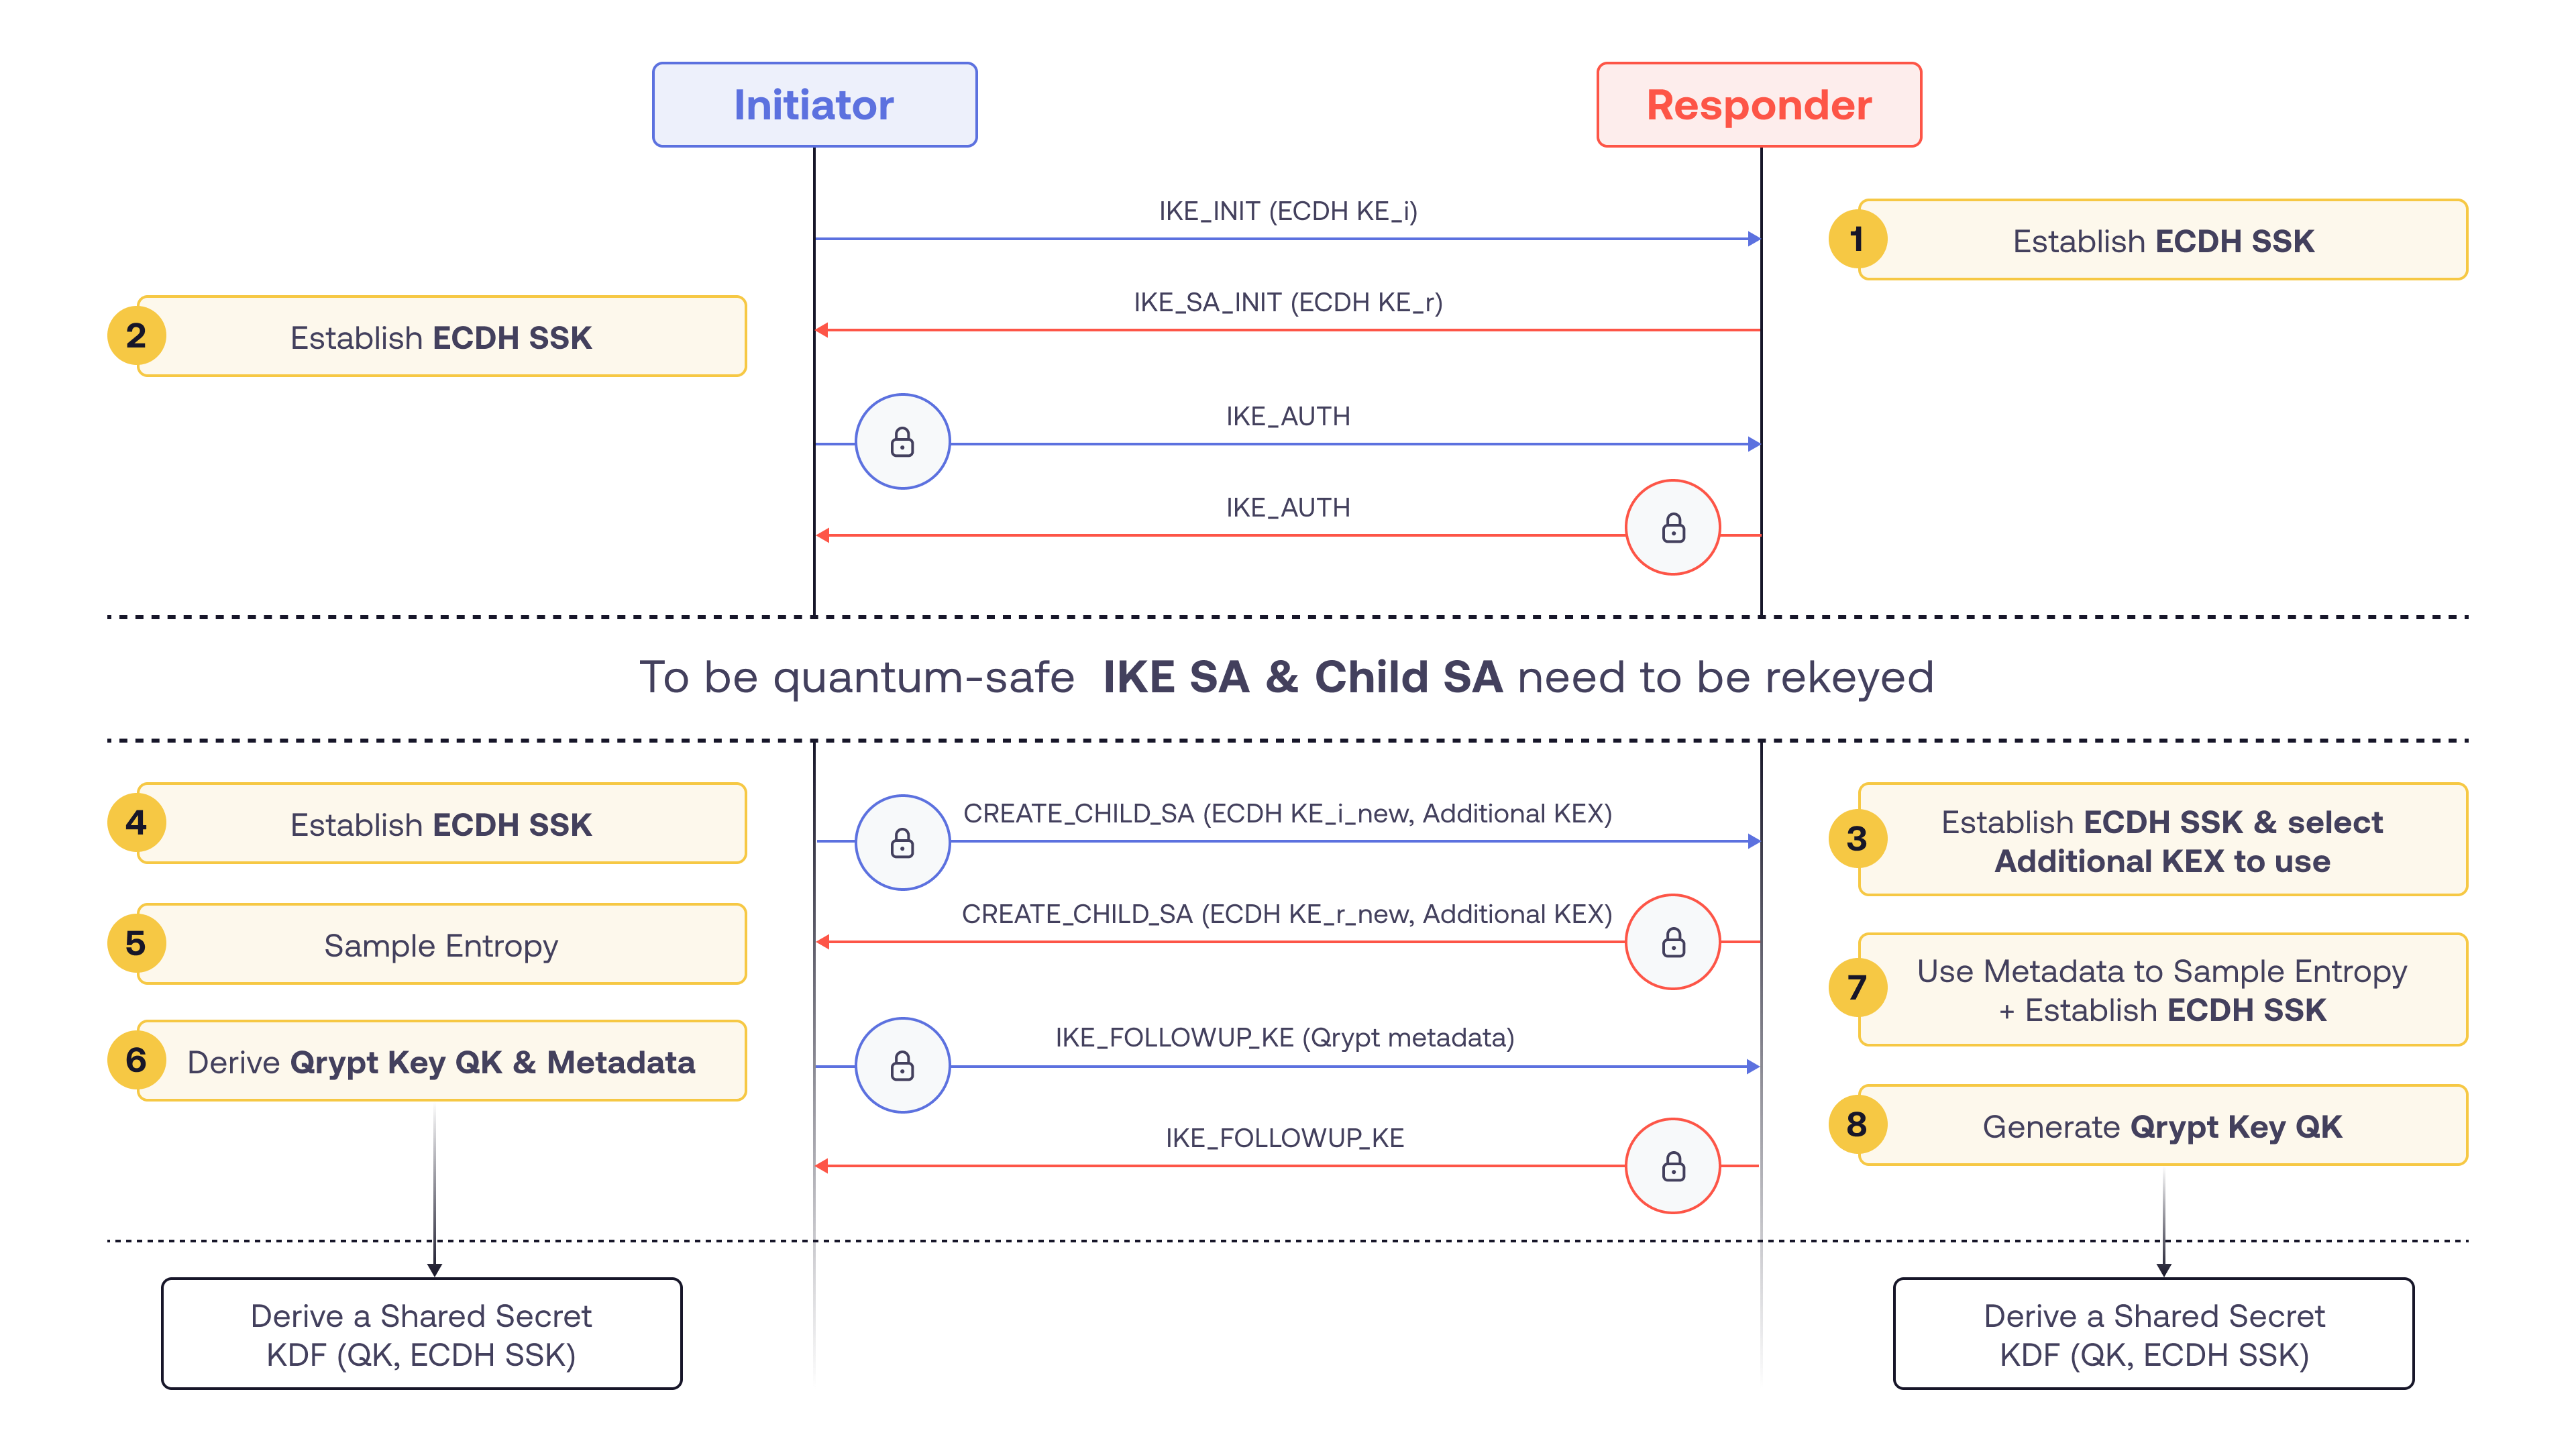 Initiator
Responder
IKE_INIT (ECDH KE_i)
1
Establish ECDH SSK
IKE_SA_INIT (ECDH KE_r)
2
Establish ECDH SSK
IKE_AUTH
IKE_AUTH
To be quantum-safe IKE SA & Child SA need to be rekeyed
4
Establish ECDH SSK
CREATE_CHILD_SA (ECDH KE_i_new, Additional KEX)
3
Establish ECDH SSK & select
Additional KEX to use
5
Sample Entropy
CREATE_CHILD_SA (ECDH KE_r_new, Additional KEX)
7
Use Metadata to Sample Entropy
+ Establish ECDH SSK
6
Derive Qrypt Key QK & Metadata
IKE_FOLLOWUP_KE (Qrypt metadata)
8
Generate Qrypt Key QK
IKE_FOLLOWUP_KE
Derive a Shared Secret
KDF (QK, ECDH SSK)
Derive a Shared Secret
KDF (QK, ECDH SSK)